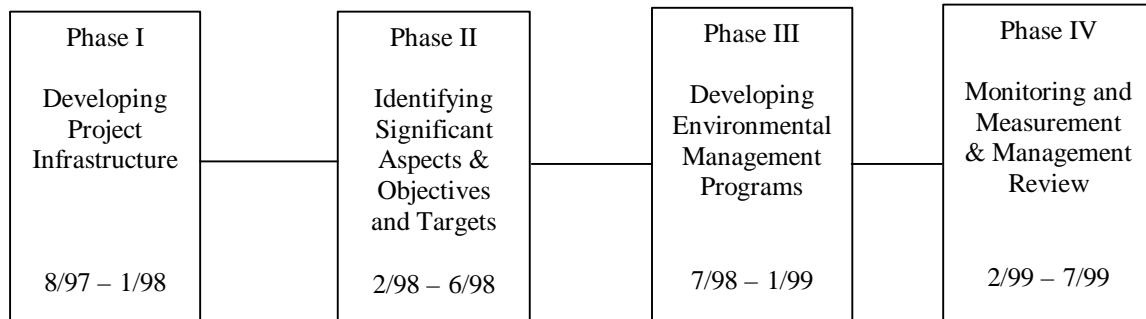 Phase I
Developing
Project
Infrastructure
8/97 – 1/98
Phase II
Identifying
Significant
Aspects &
Objectives
and Targets
2/98 – 6/98
Phase III
Developing
Environmental
Management
Programs
7/98 – 1/99
Phase IV
Monitoring and
Measurement
& Management
Review
2/99 – 7/99